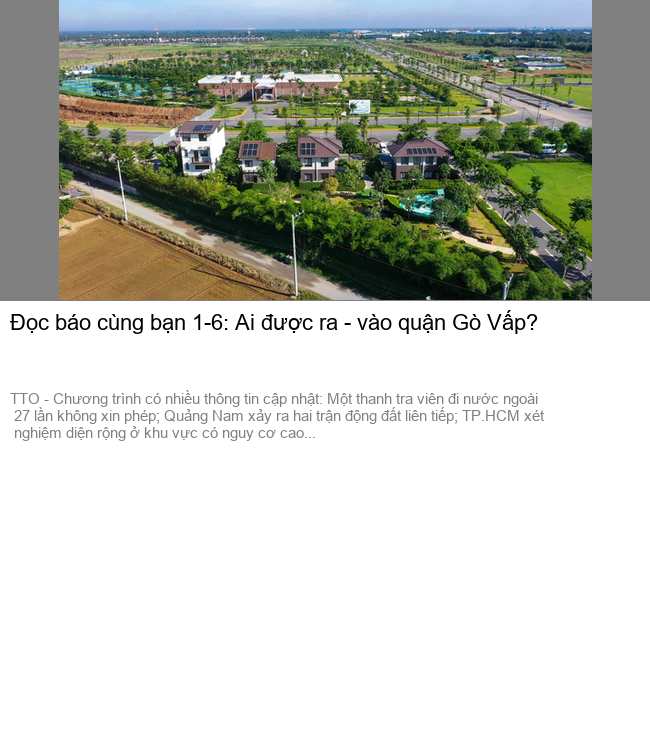 Đọc báo cùng bạn 1-6: Ai được ra - vào quận Gò Vấp?
TTO - Chương trình có nhiều thông tin cập nhật: Một thanh tra viên đi nước ngoài
27 lần không xin phép; Quảng Nam xảy ra hai trận động đất liên tiếp; TP.HCM xét
nghiệm diện rộng ở khu vực có nguy cơ cao...